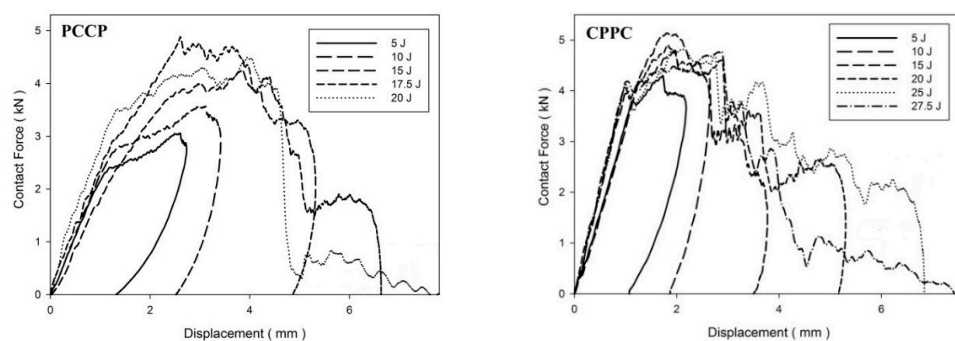 PCCP
5 J
10 J
15 J
17.5 J
20 J
Contact Force ( kN )
5
4
3
2
1
0
0 2 4 6
Displacement ( mm )
CPPC
5 J
10 J
15 J
20 J
25 J
27.5 J
Contact Force ( kN )
5
4
3
2
1
0
0 2 4 6
Displacement ( mm )